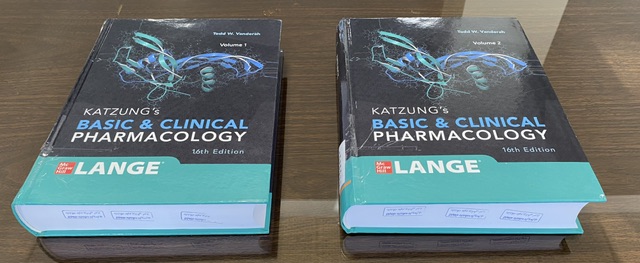 Todd W. Vanderah
Volume 1
KATZUNG's
BASIC & CLINICAL
PHARMACOLOGY
16th Edition
Mc
Graw
Hill
LANGE®
Todd W. Vanderah
Volume 2
KATZUNG's
BASIC & CLINICAL
PHARMACOLOGY
16th Edition
Mc
Graw
Hill
LANGE®